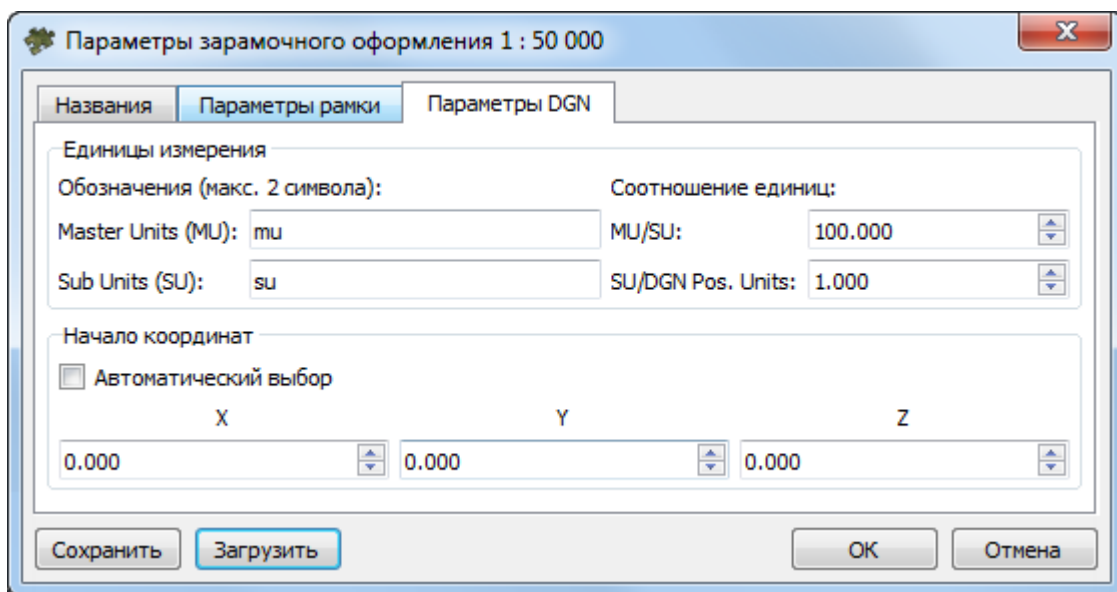 Параметры зарамочного оформления 1 : 50 000
Названия Параметры рамки Параметры DGN
Единицы измерения
Обозначения (макс. 2 символа): Соотношение единиц:
Master Units (MU): mu MU/SU: 100.000
Sub Units (SU): su SU/DGN Pos. Units: 1.000
Начало координат
Автоматический выбор
X Y Z
0.000 0.000 0.000
Сохранить Загрузить ОК Отмена